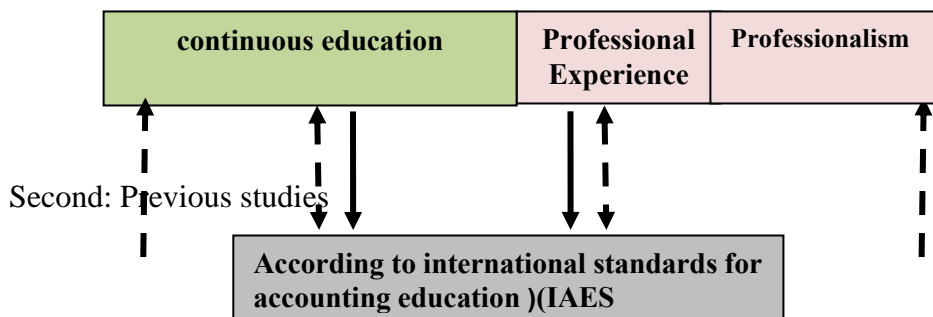 continuous education
Professional
Experience
Professionalism
Second: Previous studies
According to international standards for
accounting education )(IAES